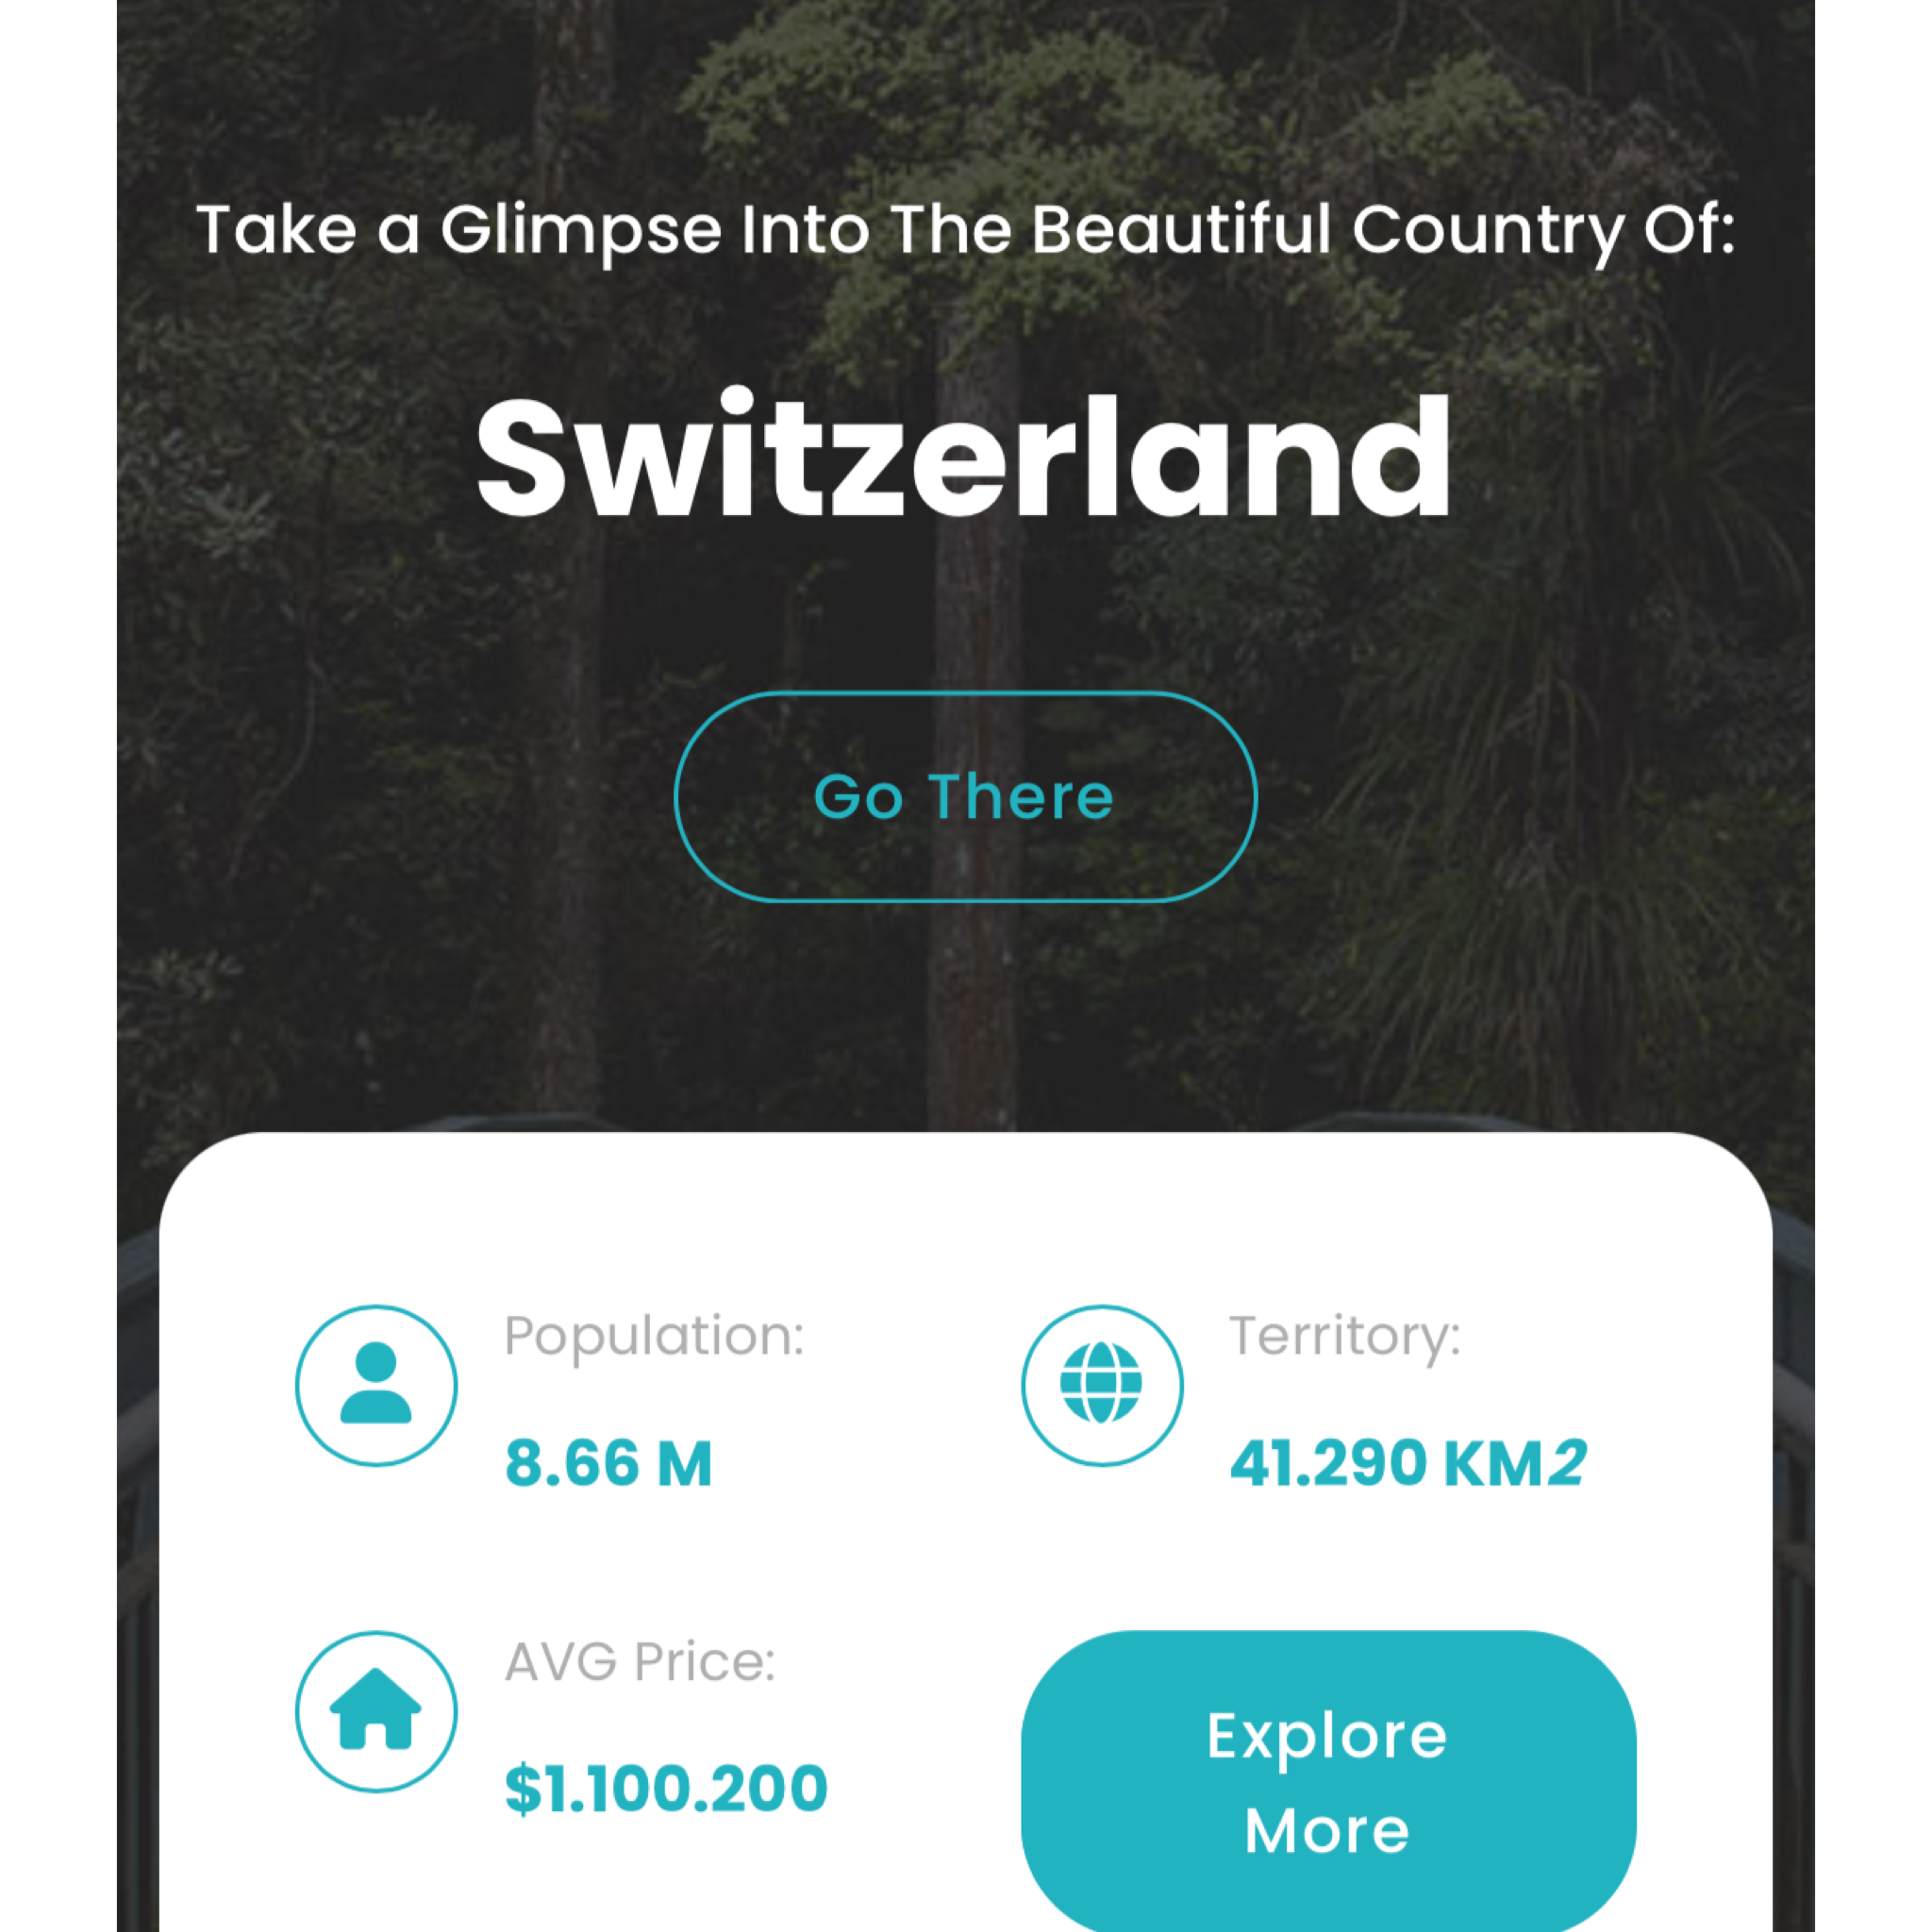 Take a Glimpse Into The Beautiful Country Of:
Switzerland
Go There
Population:
8.66 M
Territory:
41.290 KM2
AVG Price:
$1.100.200
Explore
More